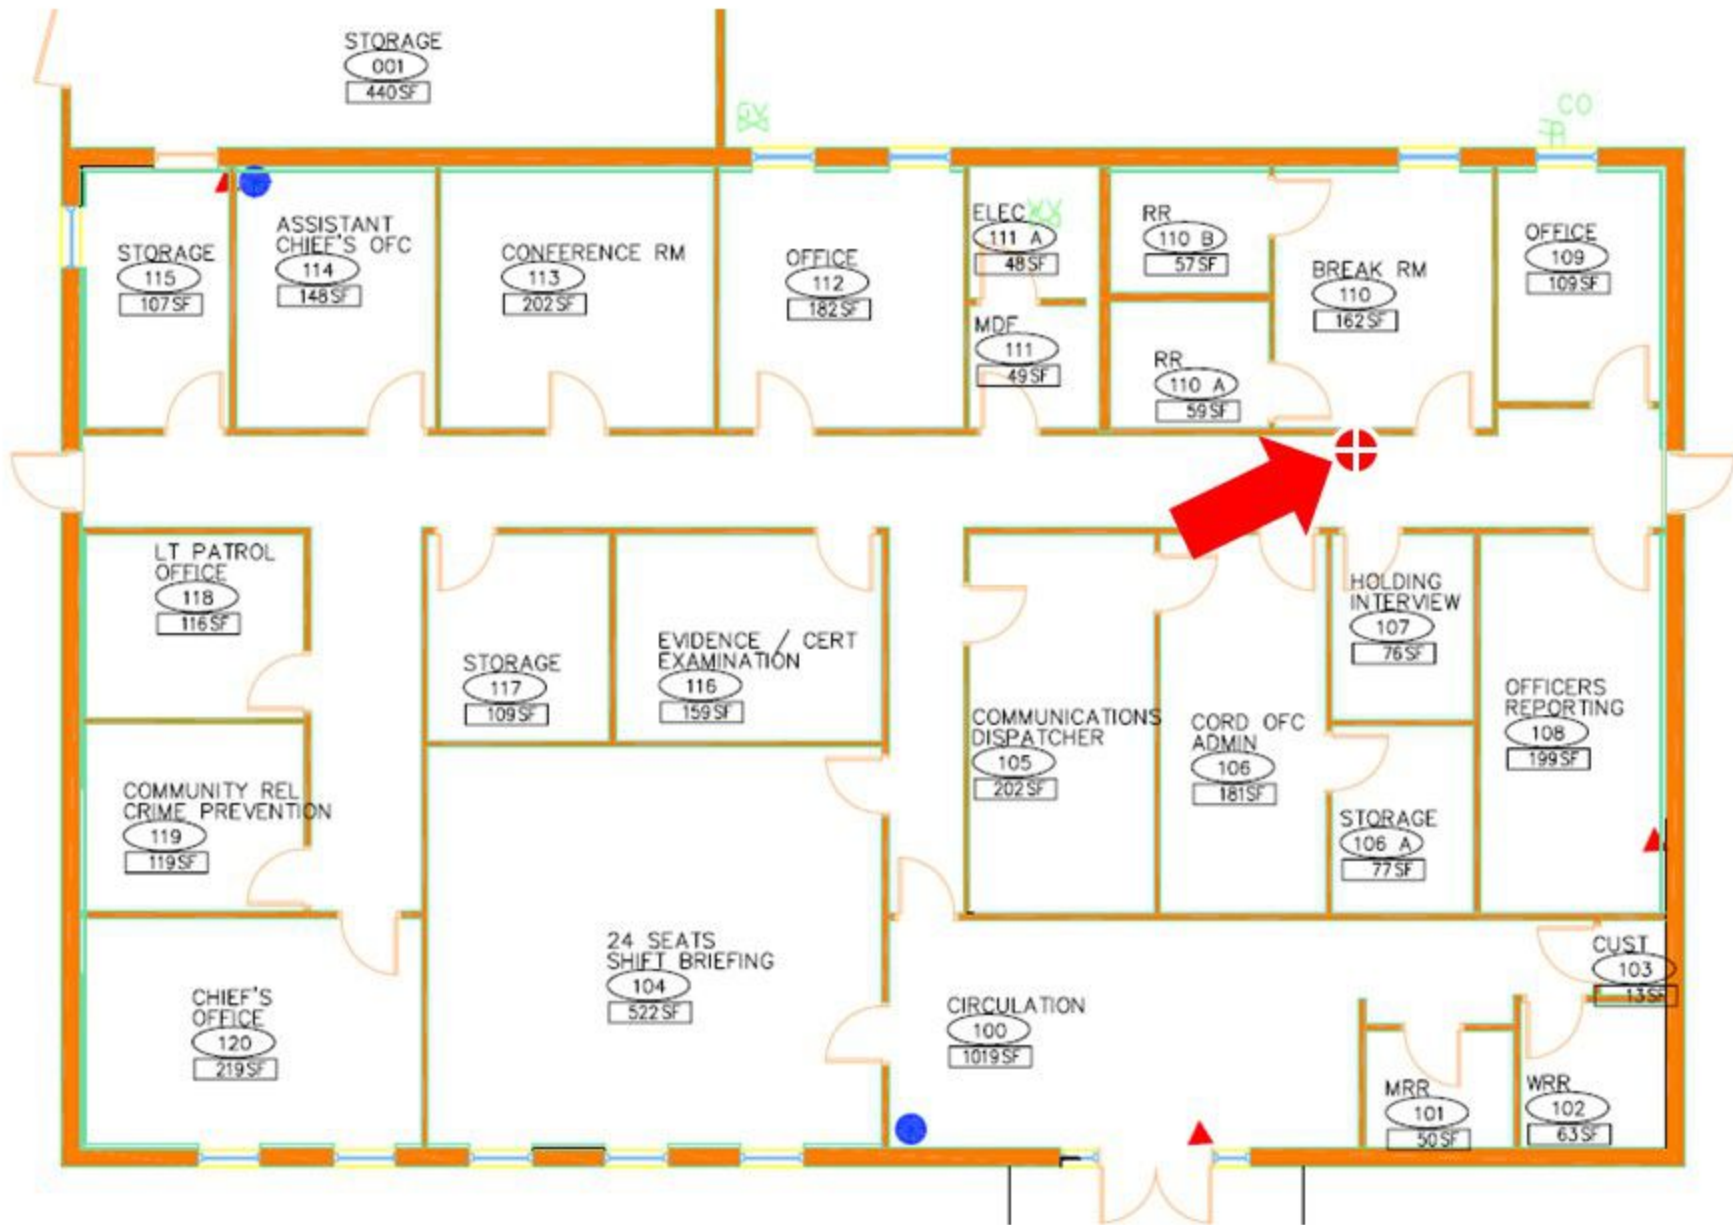 STORAGE
001
440SF
CO
STORAGE
115
107SF
ASSISTANT
CHIEF'S OFC
114
148SF
CONFERENCE RM
113
202SF
OFFICE
112
182SF
ELEC
111 A
48SF
MDF
111
49SF
RR
110 B
57SF
RR
110 A
59SF
BREAK RM
110
162SF
OFFICE
109
109SF
LT PATROL
OFFICE
118
116SF
COMMUNITY REL
CRIME PREVENTION
119
119SF
CHIEF'S
OFFICE
120
219SF
STORAGE
117
109SF
EVIDENCE / CERT
EXAMINATION
116
159SF
24 SEATS
SHIFT BRIEFING
104
522SF
COMMUNICATIONS
DISPATCHER
105
202SF
CORD OFC
ADMIN
106
181SF
HOLDING
INTERVIEW
107
76SF
STORAGE
106 A
77SF
OFFICERS
REPORTING
108
199SF
CIRCULATION
100
1019SF
MRR
101
50SF
WRR
102
63SF
CUST
103
13SF